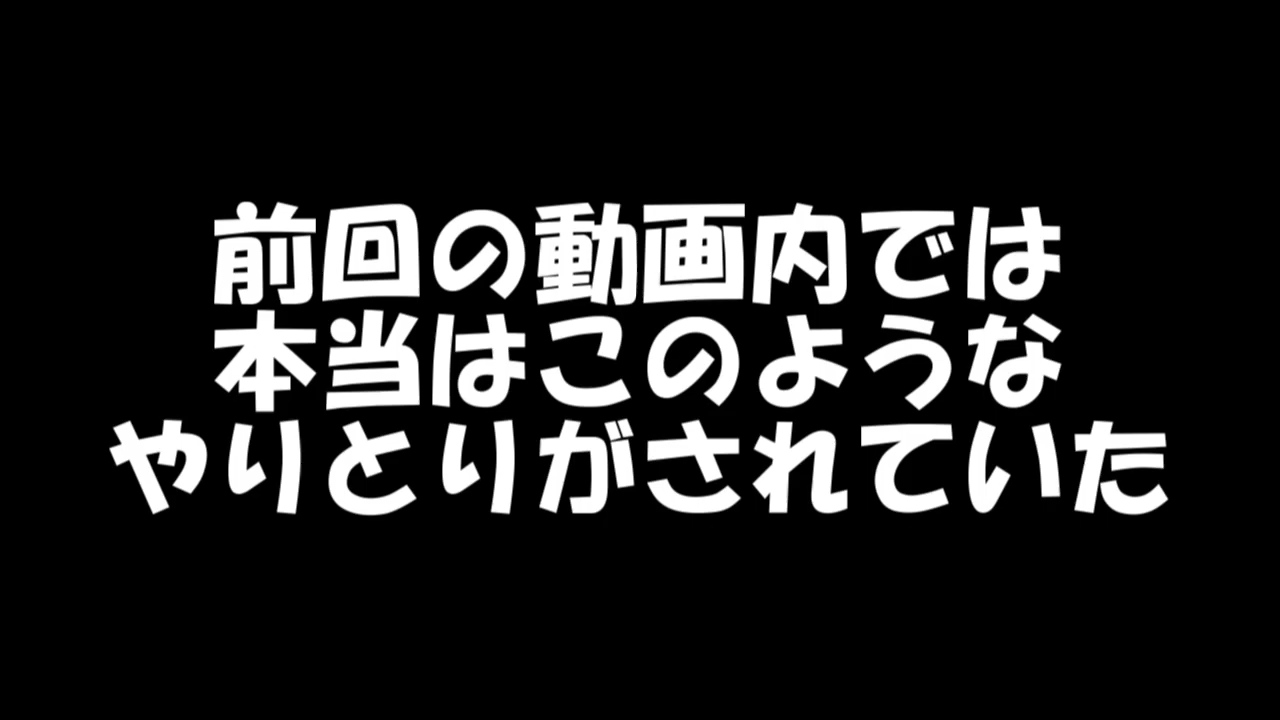 前回の動画内では
本当はこのような
やりとりがされていた